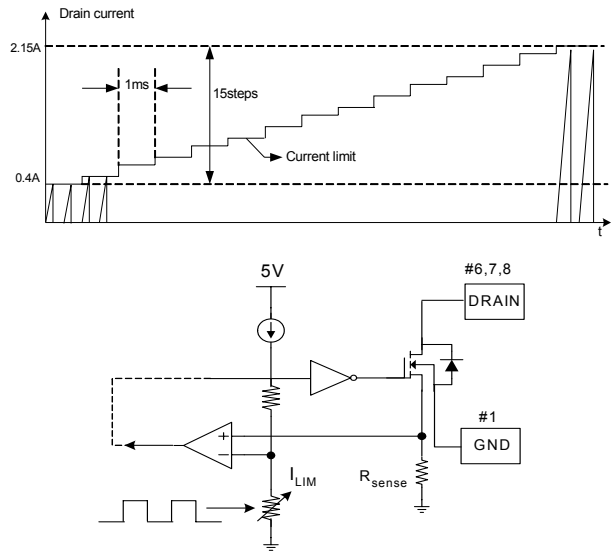 Drain current
2.15A
1ms
15steps
Current limit
0.4A
t
5V
#6,7,8
DRAIN
#1
GND
+
−
I_LIM
R_sense